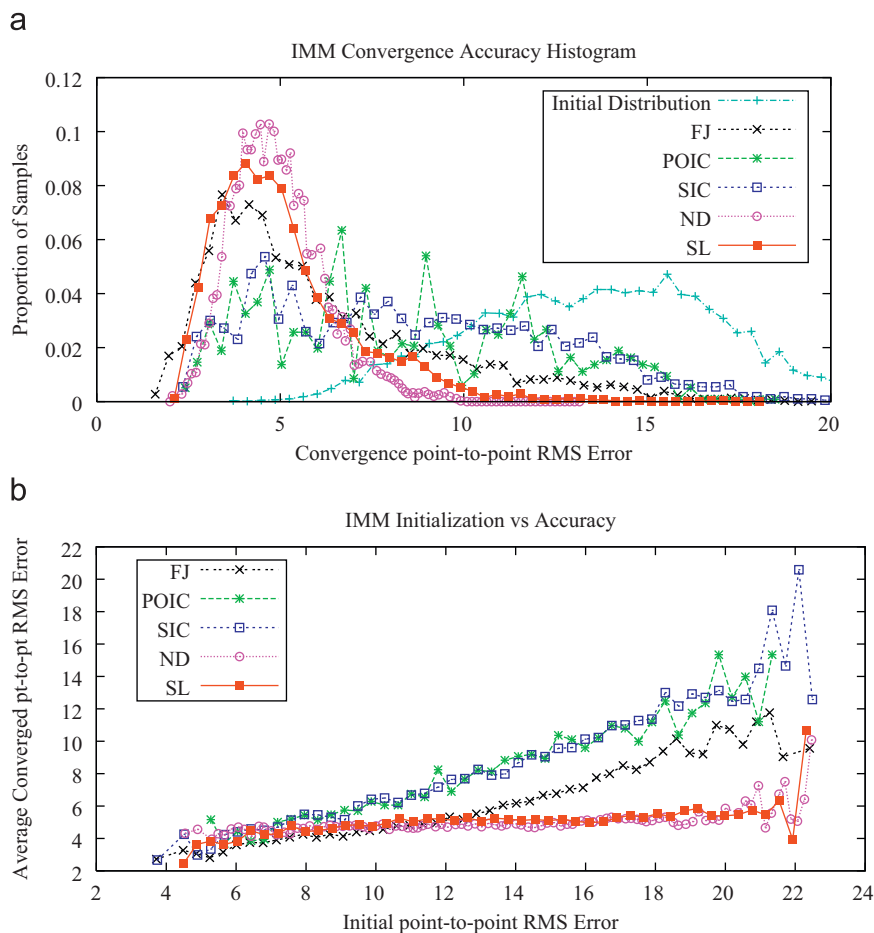 a
IMM Convergence Accuracy Histogram
0.12
0.1
0.08
0.06
0.04
0.02
0
Proportion of Samples
Initial Distribution
FJ
POIC
SIC
ND
SL
0 5 10 15 20
Convergence point-to-point RMS Error
b
IMM Initialization vs Accuracy
22
20
18
16
14
12
10
8
6
4
2
Average Converged pt-to-pt RMS Error
FJ
POIC
SIC
ND
SL
2 4 6 8 10 12 14 16 18 20 22 24
Initial point-to-point RMS Error